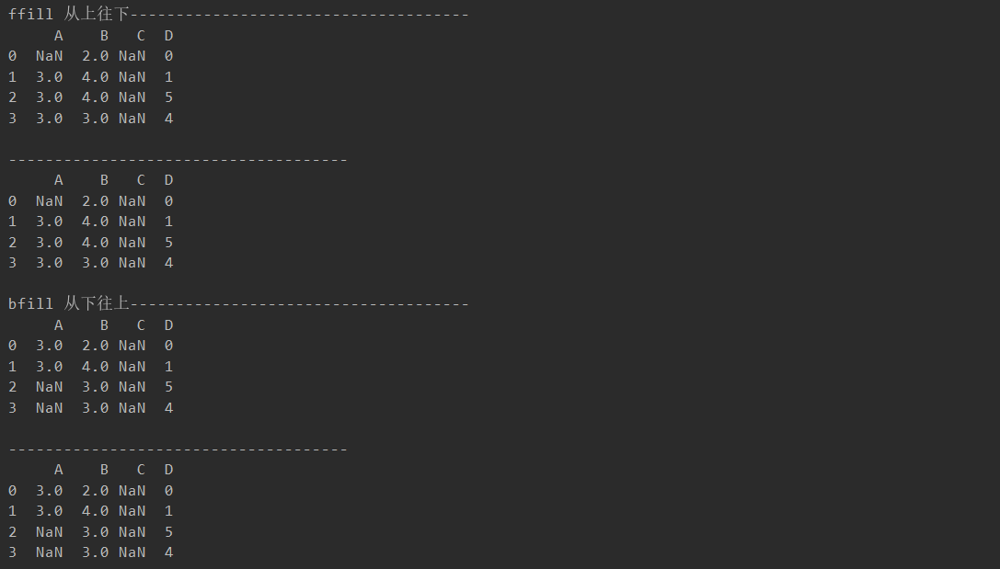 ffill 从上往下-------------------------------------
     A    B   C  D
0  NaN  2.0 NaN  0
1  3.0  4.0 NaN  1
2  3.0  4.0 NaN  5
3  3.0  3.0 NaN  4
-------------------------------------
     A    B   C  D
0  NaN  2.0 NaN  0
1  3.0  4.0 NaN  1
2  3.0  4.0 NaN  5
3  3.0  3.0 NaN  4
bfill 从下往上-------------------------------------
     A    B   C  D
0  3.0  2.0 NaN  0
1  3.0  4.0 NaN  1
2  NaN  3.0 NaN  5
3  NaN  3.0 NaN  4
-------------------------------------
     A    B   C  D
0  3.0  2.0 NaN  0
1  3.0  4.0 NaN  1
2  NaN  3.0 NaN  5
3  NaN  3.0 NaN  4